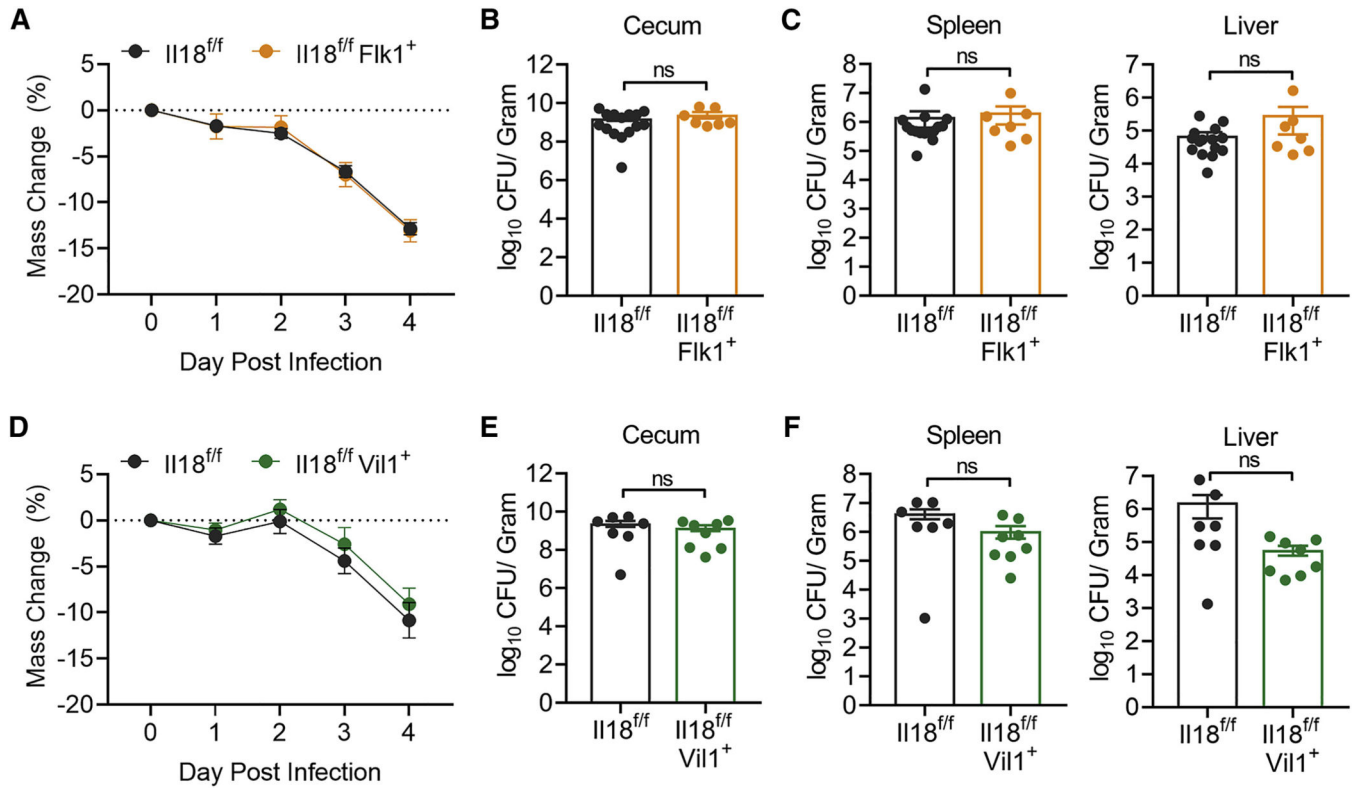 A
Il18f/f Il18f/f Flk1+
5
0
-5
-10
-15
-20
Mass Change (%)
0 1 2 3 4
Day Post Infection
B
Cecum
ns
12
10
8
6
4
2
0
log10 CFU/ Gram
Il18f/f Il18f/f
Flk1+
C
Spleen
ns
8
7
6
5
4
3
2
1
0
log10 CFU/ Gram
Il18f/f Il18f/f
Flk1+
Liver
ns
7
6
5
4
3
2
1
0
log10 CFU/ Gram
Il18f/f Il18f/f
Flk1+
D
Il18f/f Il18f/f Vil1+
5
0
-5
-10
-15
-20
Mass Change (%)
0 1 2 3 4
Day Post Infection
E
Cecum
ns
12
10
8
6
4
2
0
log10 CFU/ Gram
Il18f/f Il18f/f
Vil1+
F
Spleen
ns
8
7
6
5
4
3
2
1
0
log10 CFU/ Gram
Il18f/f Il18f/f
Vil1+
Liver
ns
7
6
5
4
3
2
1
0
log10 CFU/ Gram
Il18f/f Il18f/f
Vil1+